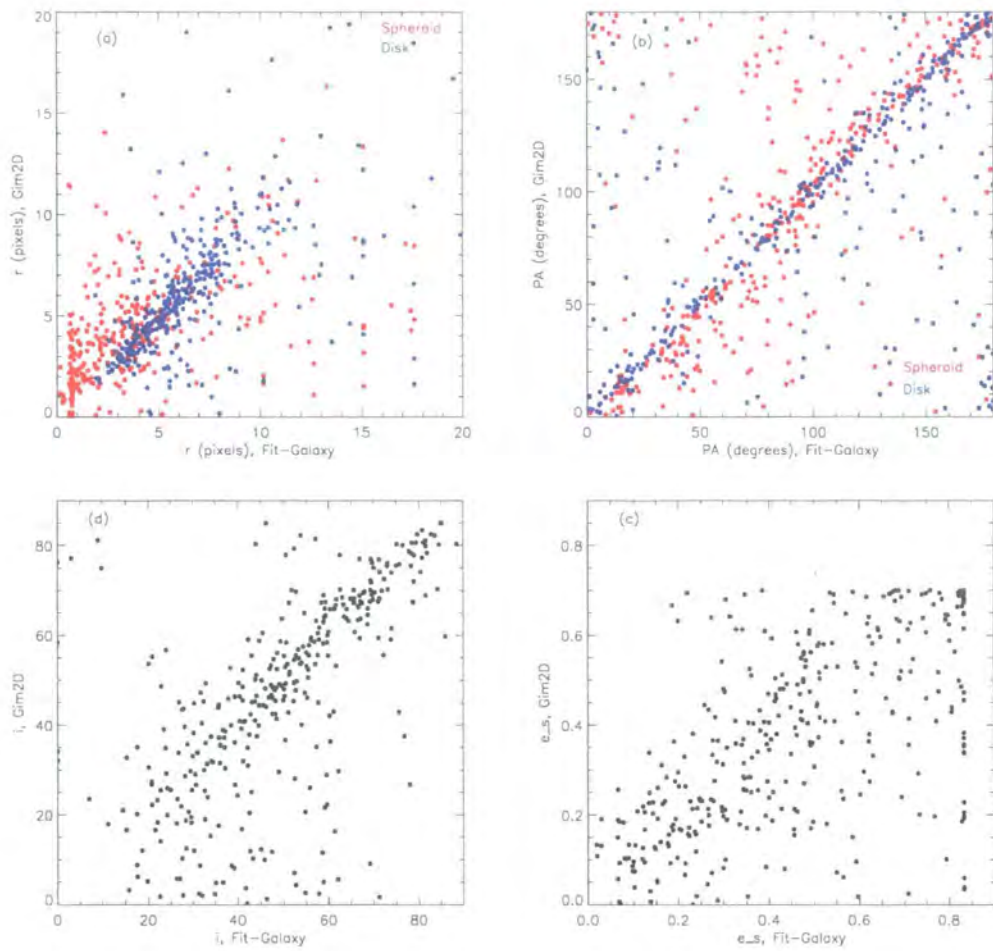 (a)
Spheroid
Disk
20
15
10
5
0
r (pixels), Gim2D
0 5 10 15 20
r (pixels), Fit-Galaxy
(b)
150
100
50
0
PA (degrees), Gim2D
Spheroid
Disk
0 50 100 150
PA (degrees), Fit-Galaxy
(d)
80
60
40
20
0
i, Gim2D
0 20 40 60 80
i, Fit-Galaxy
(c)
0.8
0.6
0.4
0.2
0.0
e_s, Gim2D
0.0 0.2 0.4 0.6 0.8
e_s, Fit-Galaxy